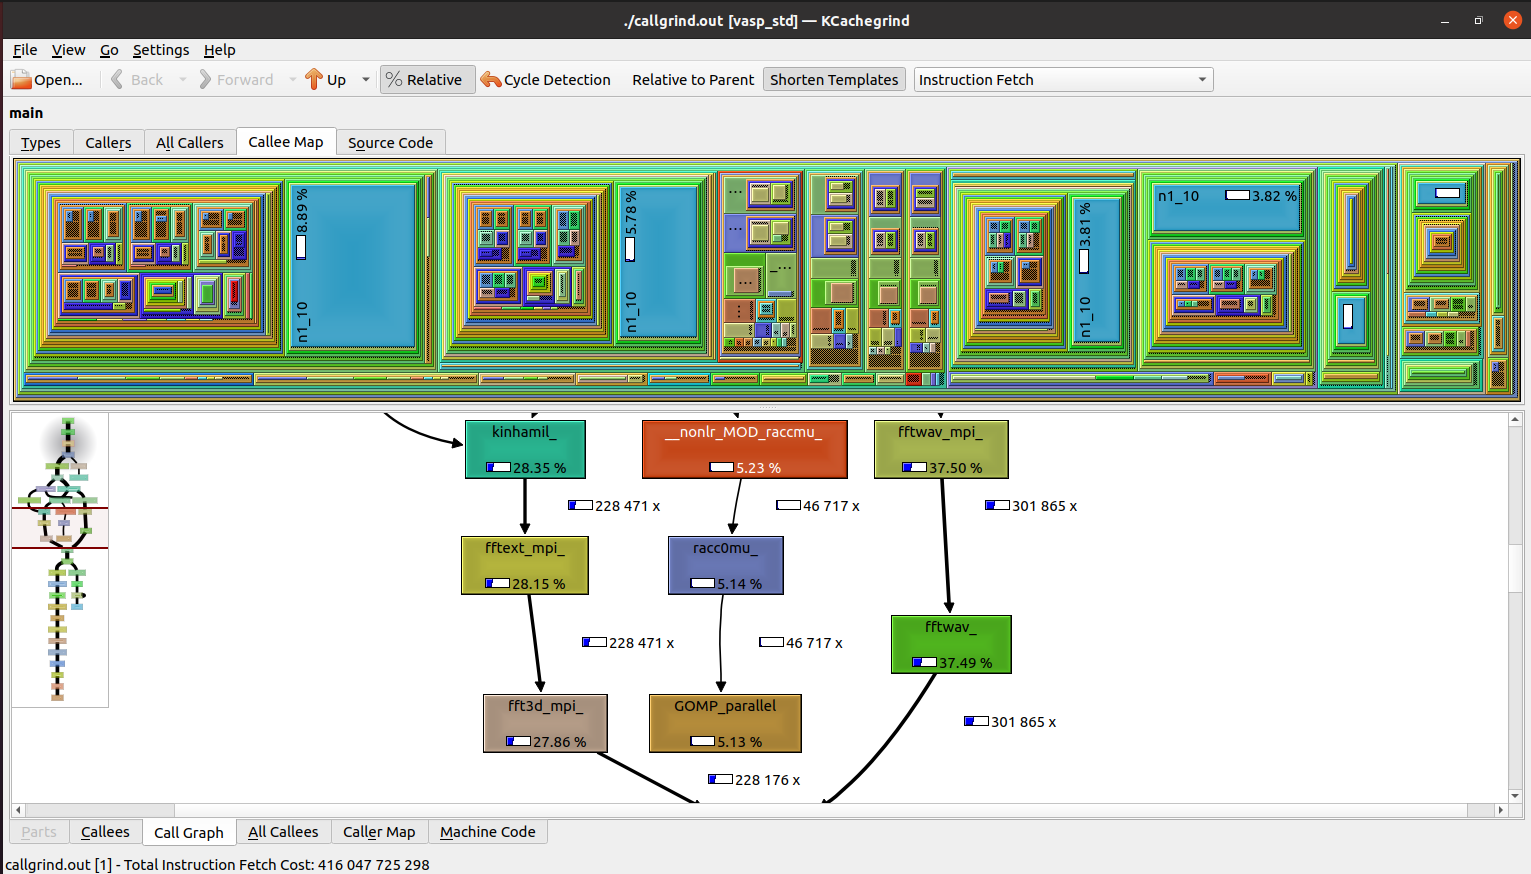 ./callgrind.out [vasp_std] — KCachegrind
File View Go Settings Help
Open... Back Forward Up % Relative Cycle Detection Relative to Parent Shorten Templates Instruction Fetch
main
Types Callers All Callers Callee Map Source Code
n1_10 8.89 %
n1_10 5.78 %
...
...
... _...
...
n1_10 3.81 %
n1_10 3.82 %
kinhamil_
28.35 %
__nonlr_MOD_raccmu_
5.23 %
fftwav_mpi_
37.50 %
228 471 x
46 717 x
301 865 x
fftext_mpi_
28.15 %
racc0mu_
5.14 %
fftwav_
37.49 %
228 471 x
46 717 x
fft3d_mpi_
27.86 %
GOMP_parallel
5.13 %
301 865 x
228 176 x
Parts Callees Call Graph All Callees Caller Map Machine Code
callgrind.out [1] - Total Instruction Fetch Cost: 416 047 725 298